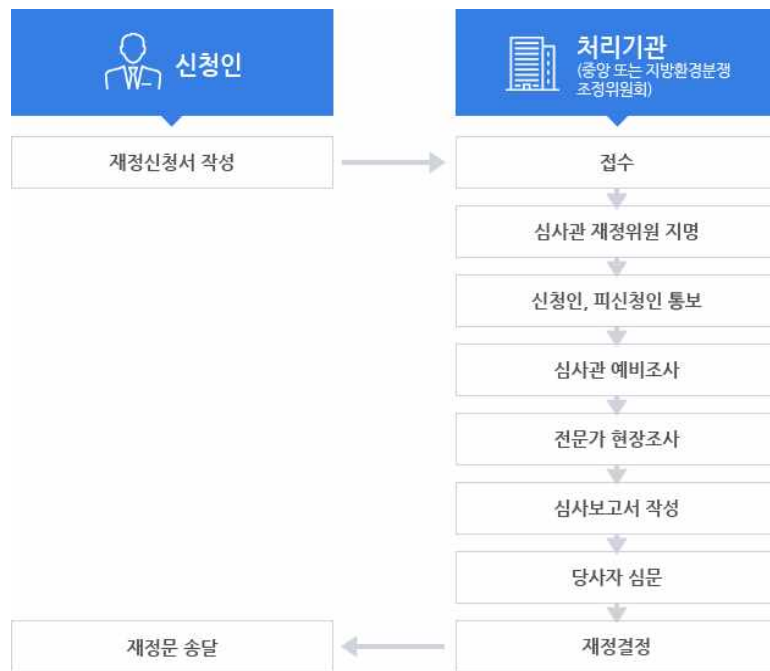 신청인
처리기관
(중앙 또는 지방환경분쟁
조정위원회)
재정신청서 작성
접수
심사관 재정위원 지명
신청인, 피신청인 통보
심사관 예비조사
전문가 현장조사
심사보고서 작성
당사자 심문
재정문 송달
재정결정